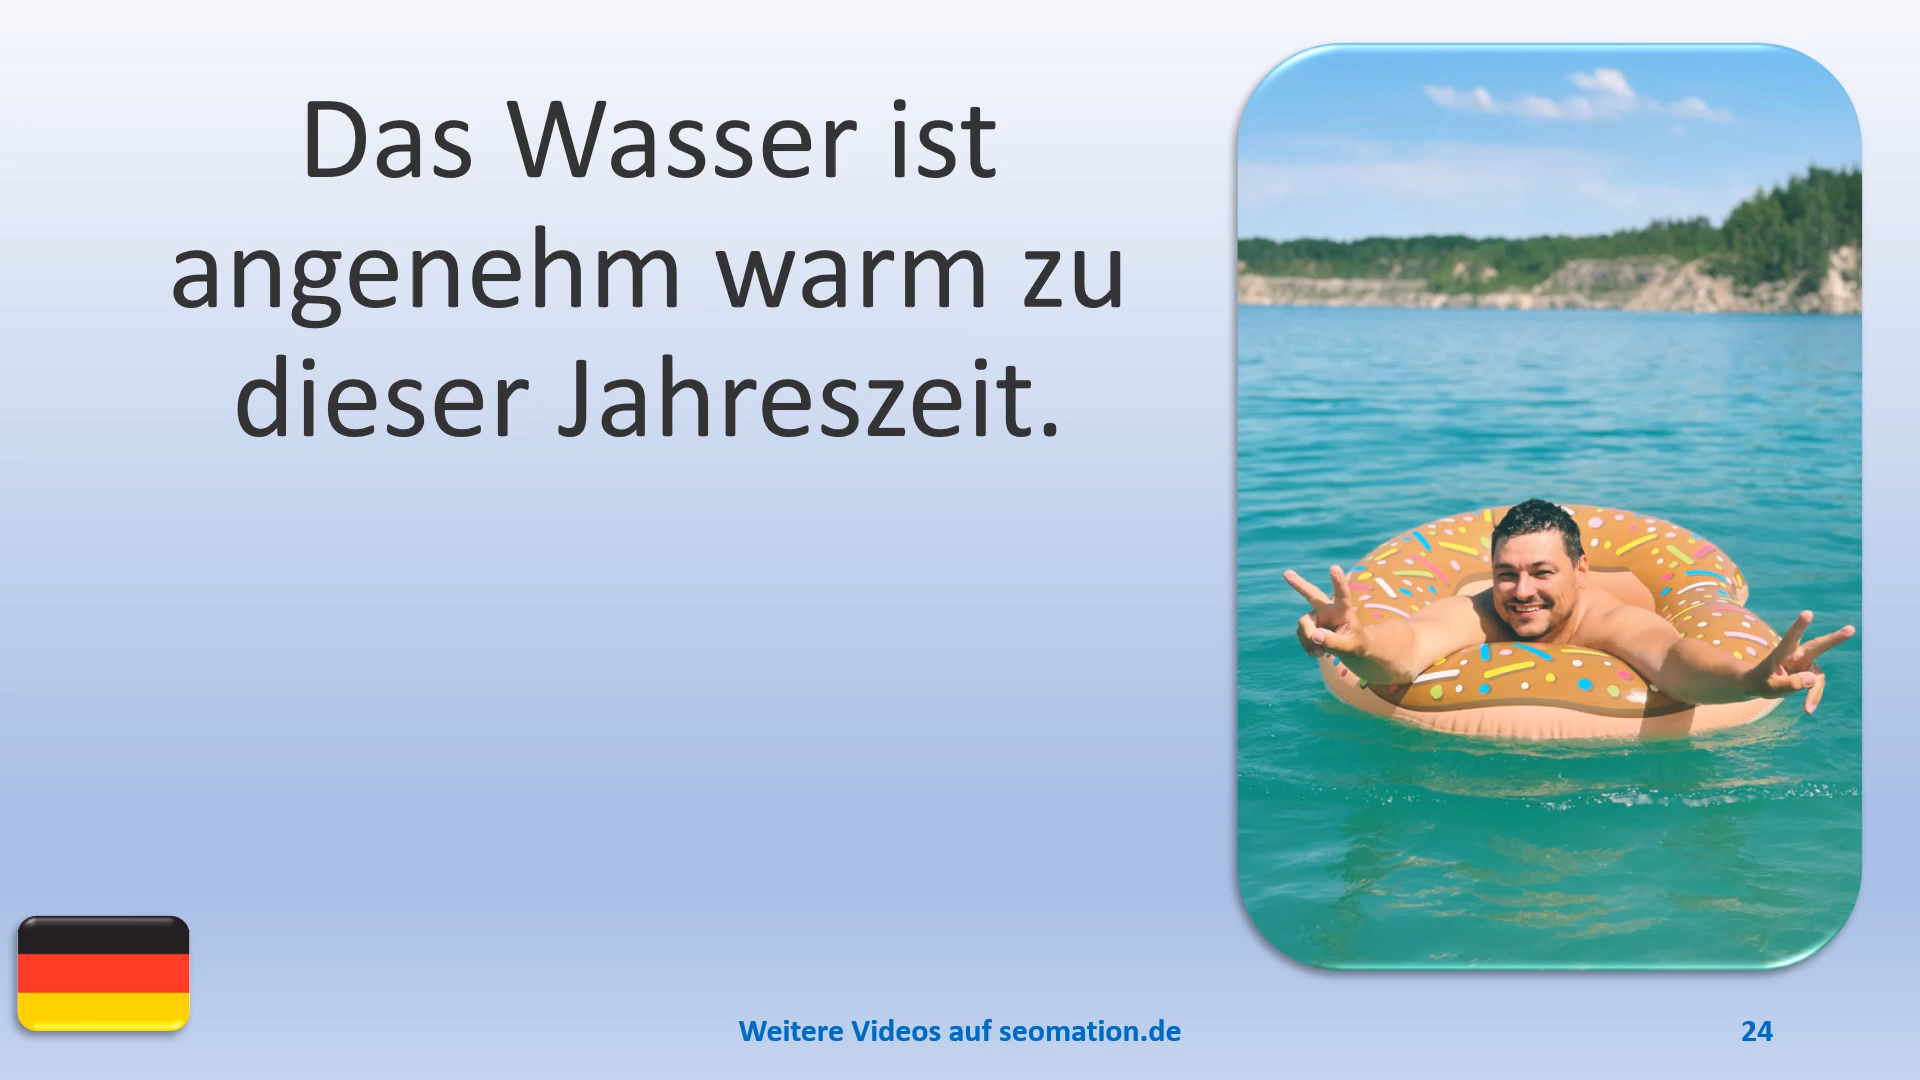 Das Wasser ist
angenehm warm zu
dieser Jahreszeit.
Weitere Videos auf seomation.de
24